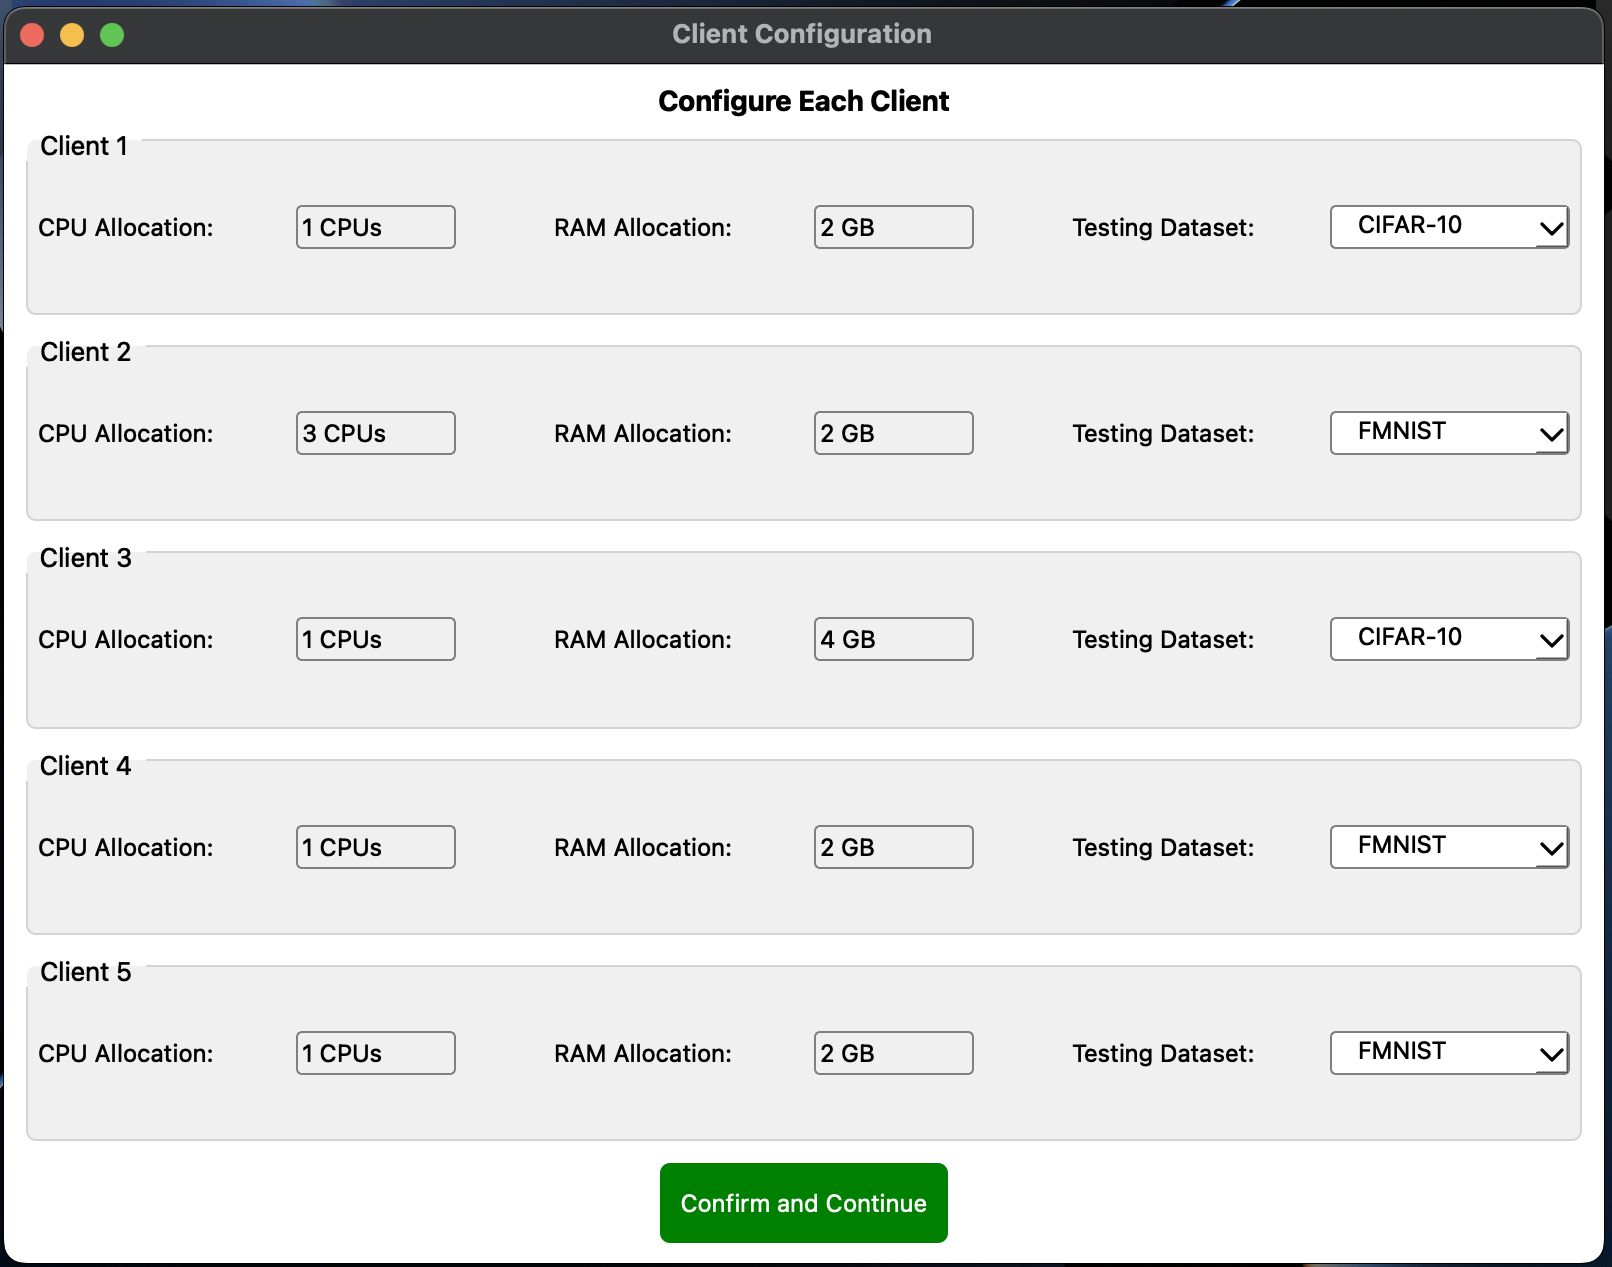 Client Configuration
Configure Each Client
Client 1
CPU Allocation: 1 CPUs RAM Allocation: 2 GB Testing Dataset: CIFAR-10
Client 2
CPU Allocation: 3 CPUs RAM Allocation: 2 GB Testing Dataset: FMNIST
Client 3
CPU Allocation: 1 CPUs RAM Allocation: 4 GB Testing Dataset: CIFAR-10
Client 4
CPU Allocation: 1 CPUs RAM Allocation: 2 GB Testing Dataset: FMNIST
Client 5
CPU Allocation: 1 CPUs RAM Allocation: 2 GB Testing Dataset: FMNIST
Confirm and Continue